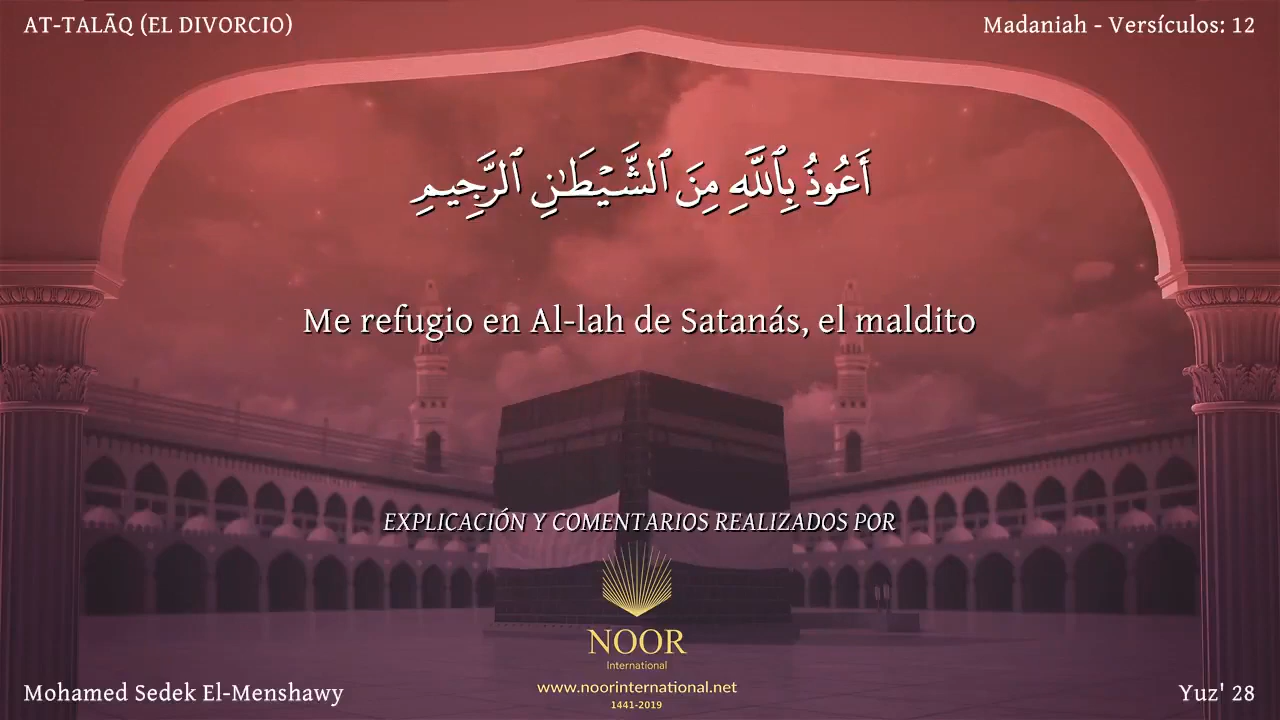 AT-TALĀQ (EL DIVORCIO)
Madaniah - Versículos: 12
أَعُوذُ بِٱللَّهِ مِنَ ٱلشَّيْطَٰنِ ٱلرَّجِيمِ
Me refugio en Al-lah de Satanás, el maldito
EXPLICACIÓN Y COMENTARIOS REALIZADOS POR
NOOR
International
www.noorinternational.net
1441-2019
Mohamed Sedek El-Menshawy
Yuz' 28